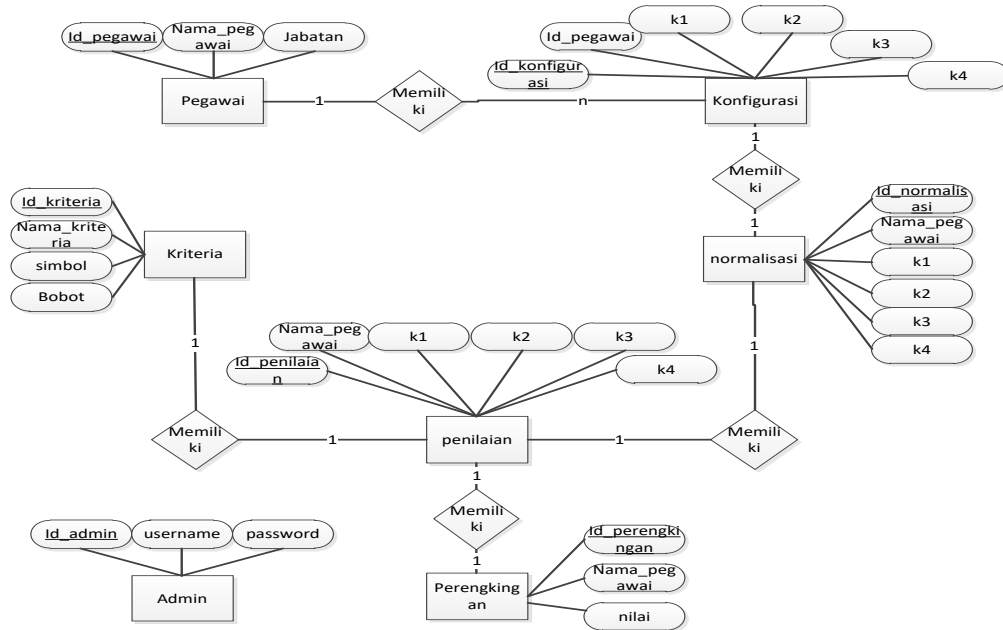 Id_pegawai
Nama_peg
awai
Jabatan
Pegawai
1
Memili
ki
n
Konfigurasi
Id_konfigur
asi
Id_pegawai
k1
k2
k3
k4
1
Memili
ki
1
normalisasi
Id_normalis
asi
Nama_peg
awai
k1
k2
k3
k4
Id_kriteria
Nama_krite
ria
simbol
Bobot
Kriteria
1
Memili
ki
1
Nama_peg
awai
Id_penilaia
n
k1
k2
k3
k4
penilaian
1
Memili
ki
1
1
Memili
ki
1
Perengking
an
Id_perengki
ngan
Nama_peg
awai
nilai
Id_admin
username
password
Admin